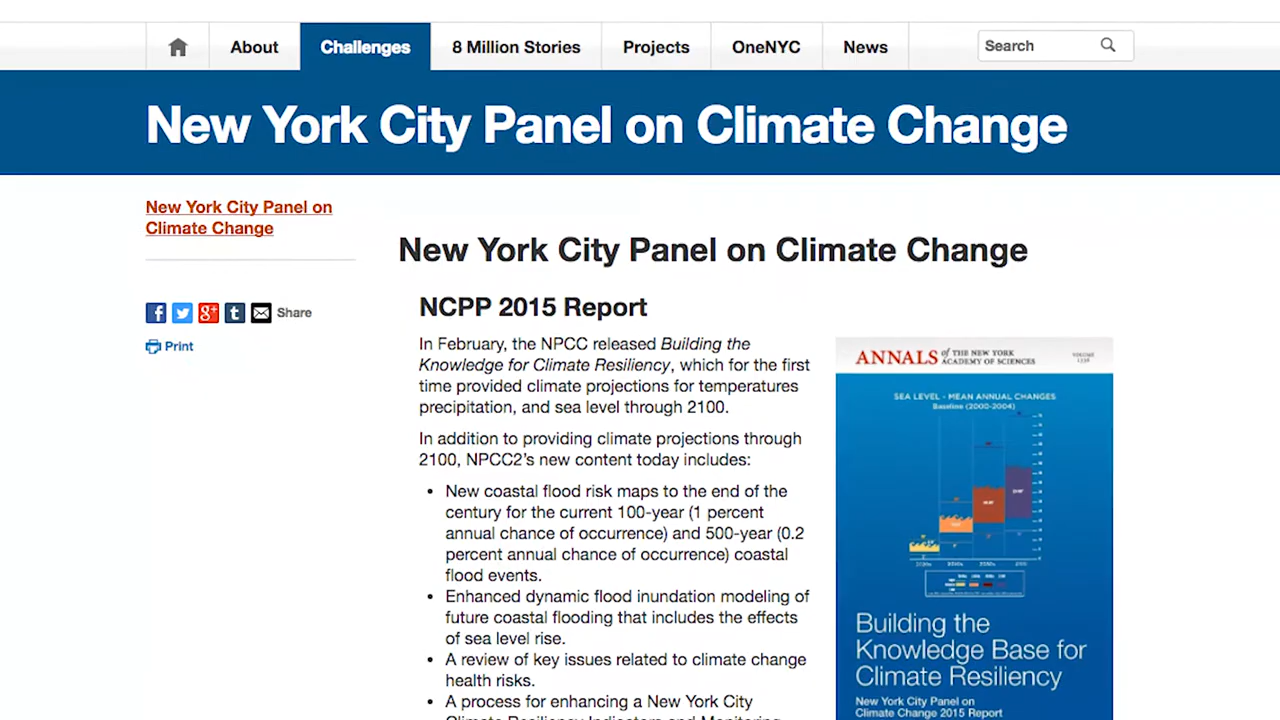 About
Challenges
8 Million Stories
Projects
OneNYC
News
Search
New York City Panel on Climate Change
New York City Panel on
Climate Change
Share
Print
New York City Panel on Climate Change
NCPP 2015 Report
In February, the NPCC released Building the
Knowledge for Climate Resiliency, which for the first
time provided climate projections for temperatures
precipitation, and sea level through 2100.
In addition to providing climate projections through
2100, NPCC2's new content today includes:
• New coastal flood risk maps to the end of the
century for the current 100-year (1 percent
annual chance of occurrence) and 500-year (0.2
percent annual chance of occurrence) coastal
flood events.
• Enhanced dynamic flood inundation modeling of
future coastal flooding that includes the effects
of sea level rise.
• A review of key issues related to climate change
health risks.
• A process for enhancing a New York City
Climate Resiliency Indicators and Monitoring
ANNALS of THE NEW YORK
ACADEMY OF SCIENCES
VOLUME
1336
SEA LEVEL - MEAN ANNUAL CHANGES
Baseline (2000-2004)
Building the
Knowledge Base for
Climate Resiliency
New York City Panel on
Climate Change 2015 Report